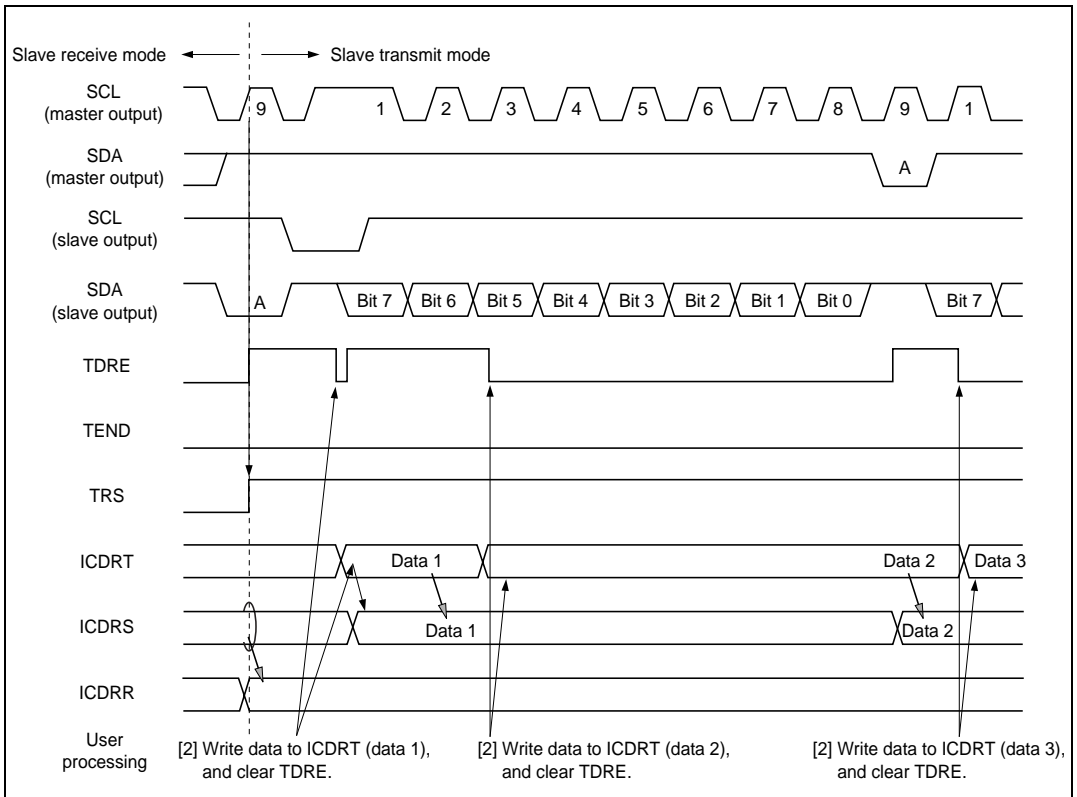 Slave receive mode
Slave transmit mode
SCL
(master output)
9
1
2
3
4
5
6
7
8
9
1
SDA
(master output)
A
SCL
(slave output)
SDA
(slave output)
A
Bit 7
Bit 6
Bit 5
Bit 4
Bit 3
Bit 2
Bit 1
Bit 0
Bit 7
TDRE
TEND
TRS
ICDRT
Data 1
Data 2
Data 3
ICDRS
Data 1
Data 2
ICDRR
User
processing
[2] Write data to ICDRT (data 1),
and clear TDRE.
[2] Write data to ICDRT (data 2),
and clear TDRE.
[2] Write data to ICDRT (data 3),
and clear TDRE.